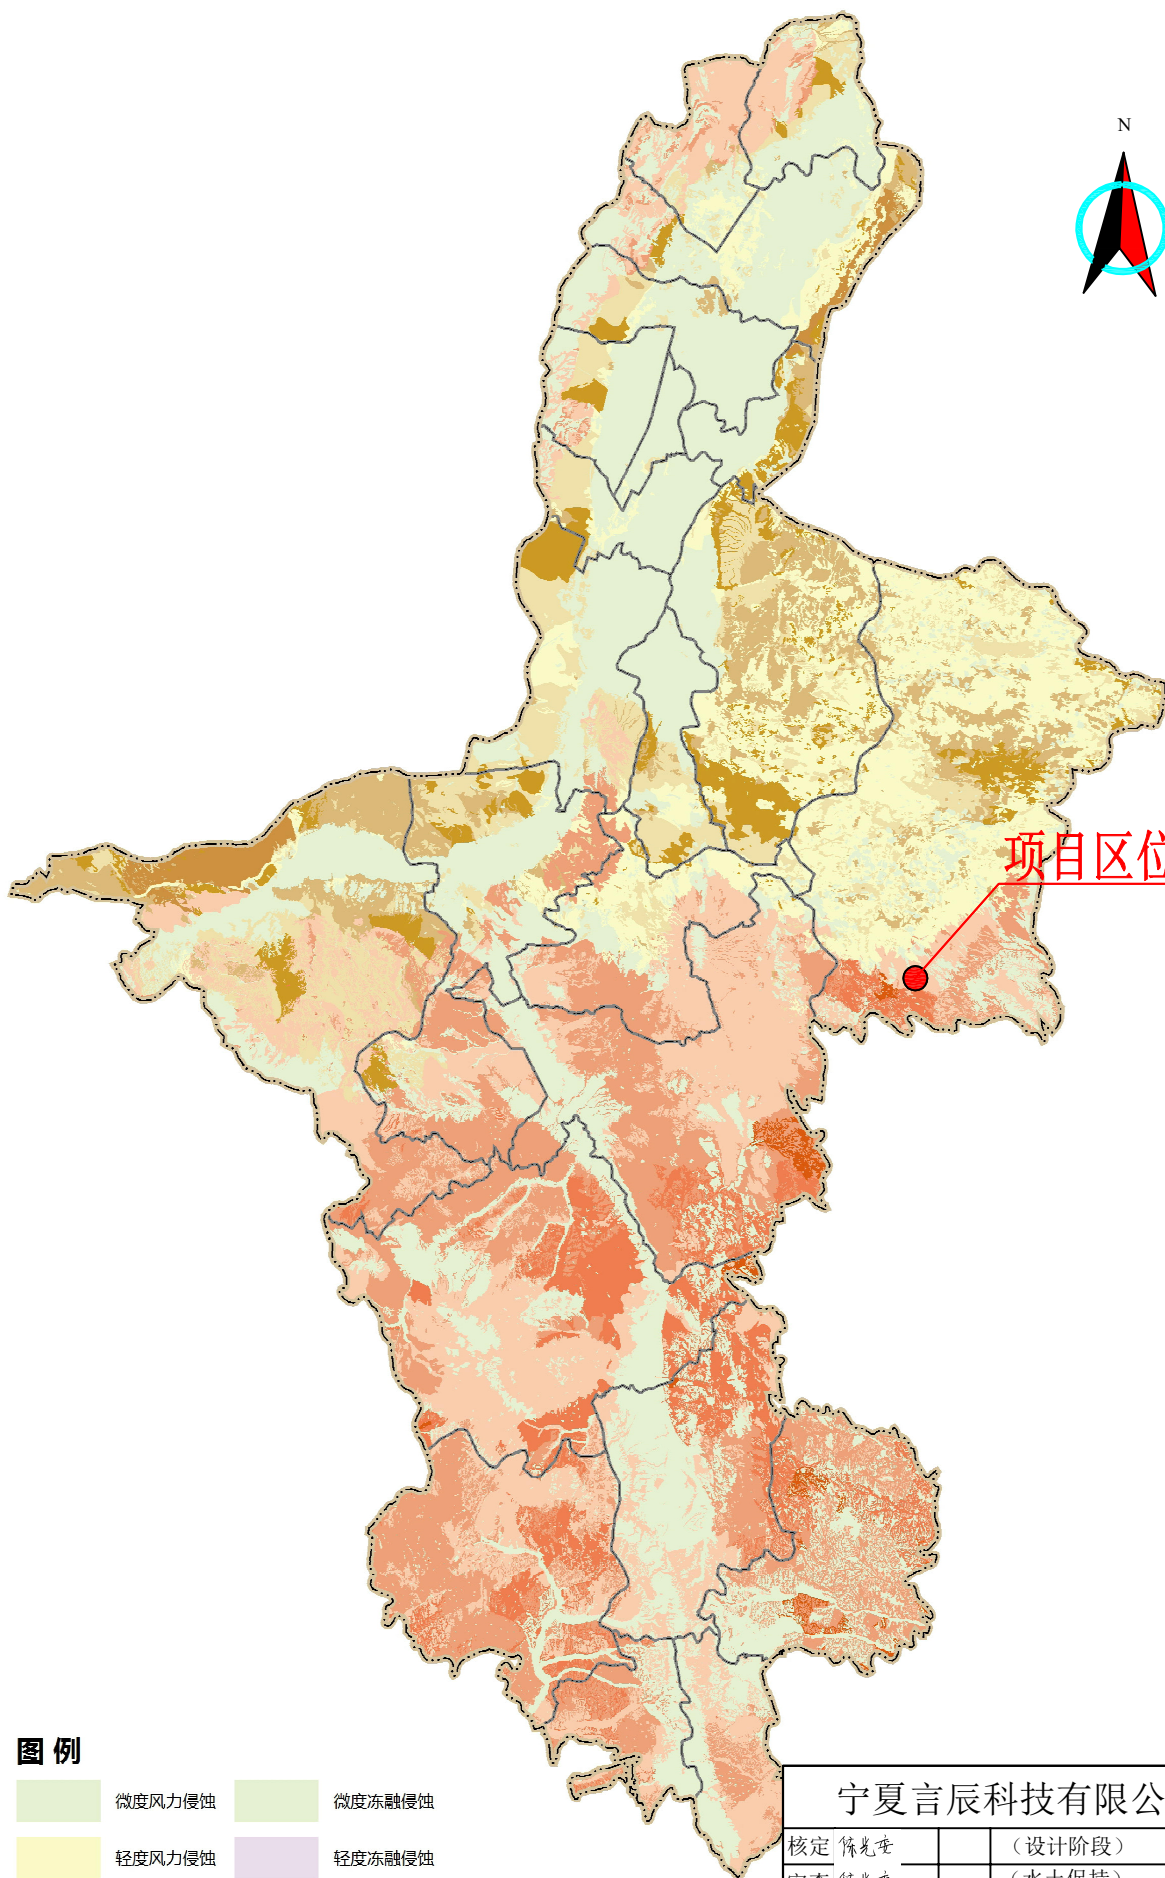 N
项目区位
图 例
微度风力侵蚀 微度冻融侵蚀
轻度风力侵蚀 轻度冻融侵蚀
宁夏言辰科技有限公
核定 （设计阶段）